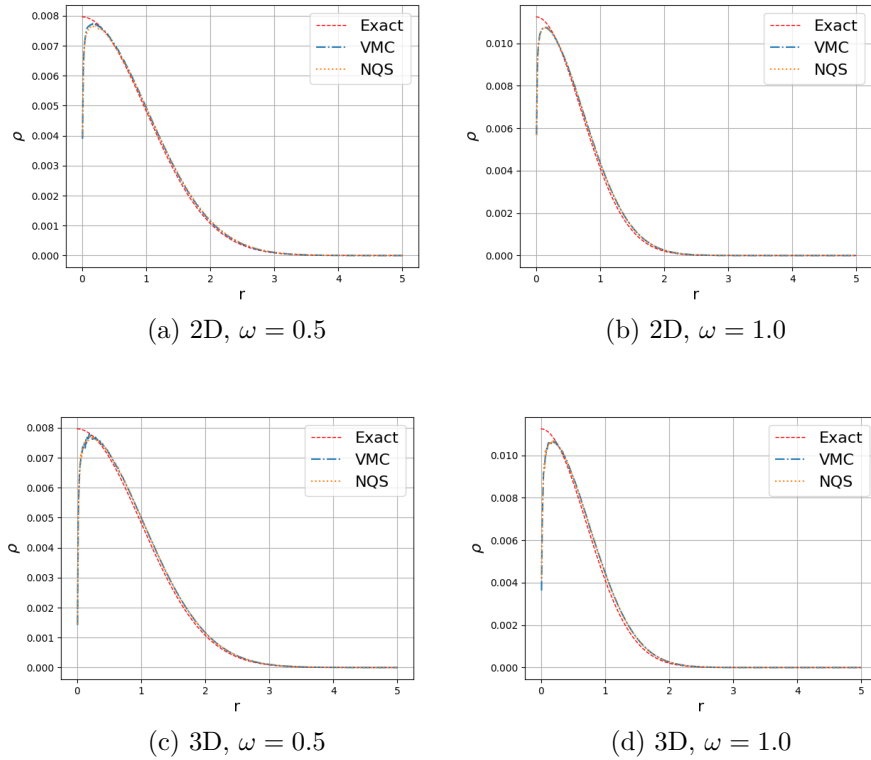 0.008
0.007
0.006
0.005
0.004
0.003
0.002
0.001
0.000
ρ
0 1 2 3 4 5
r
Exact
VMC
NQS
(a) 2D, ω = 0.5
0.010
0.008
0.006
0.004
0.002
0.000
ρ
0 1 2 3 4 5
r
Exact
VMC
NQS
(b) 2D, ω = 1.0
0.008
0.007
0.006
0.005
0.004
0.003
0.002
0.001
0.000
ρ
0 1 2 3 4 5
r
Exact
VMC
NQS
(c) 3D, ω = 0.5
0.010
0.008
0.006
0.004
0.002
0.000
ρ
0 1 2 3 4 5
r
Exact
VMC
NQS
(d) 3D, ω = 1.0